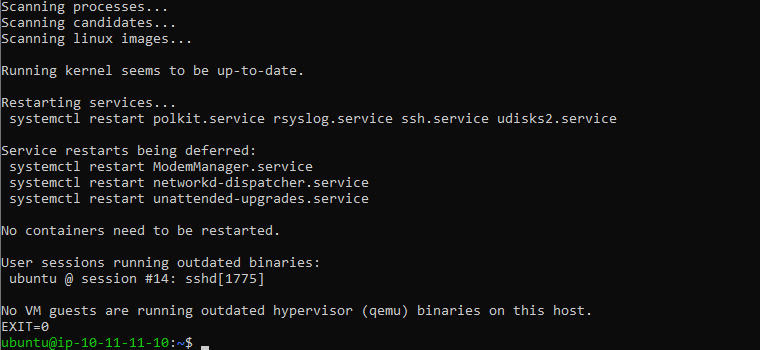 Scanning processes...
Scanning candidates...
Scanning linux images...
Running kernel seems to be up-to-date.
Restarting services...
systemctl restart polkit.service rsyslog.service ssh.service udisks2.service
Service restarts being deferred:
systemctl restart ModemManager.service
systemctl restart networkd-dispatcher.service
systemctl restart unattended-upgrades.service
No containers need to be restarted.
User sessions running outdated binaries:
ubuntu @ session #14: sshd[1775]
No VM guests are running outdated hypervisor (qemu) binaries on this host.
EXIT=0
ubuntu@ip-10-11-11-10:~$